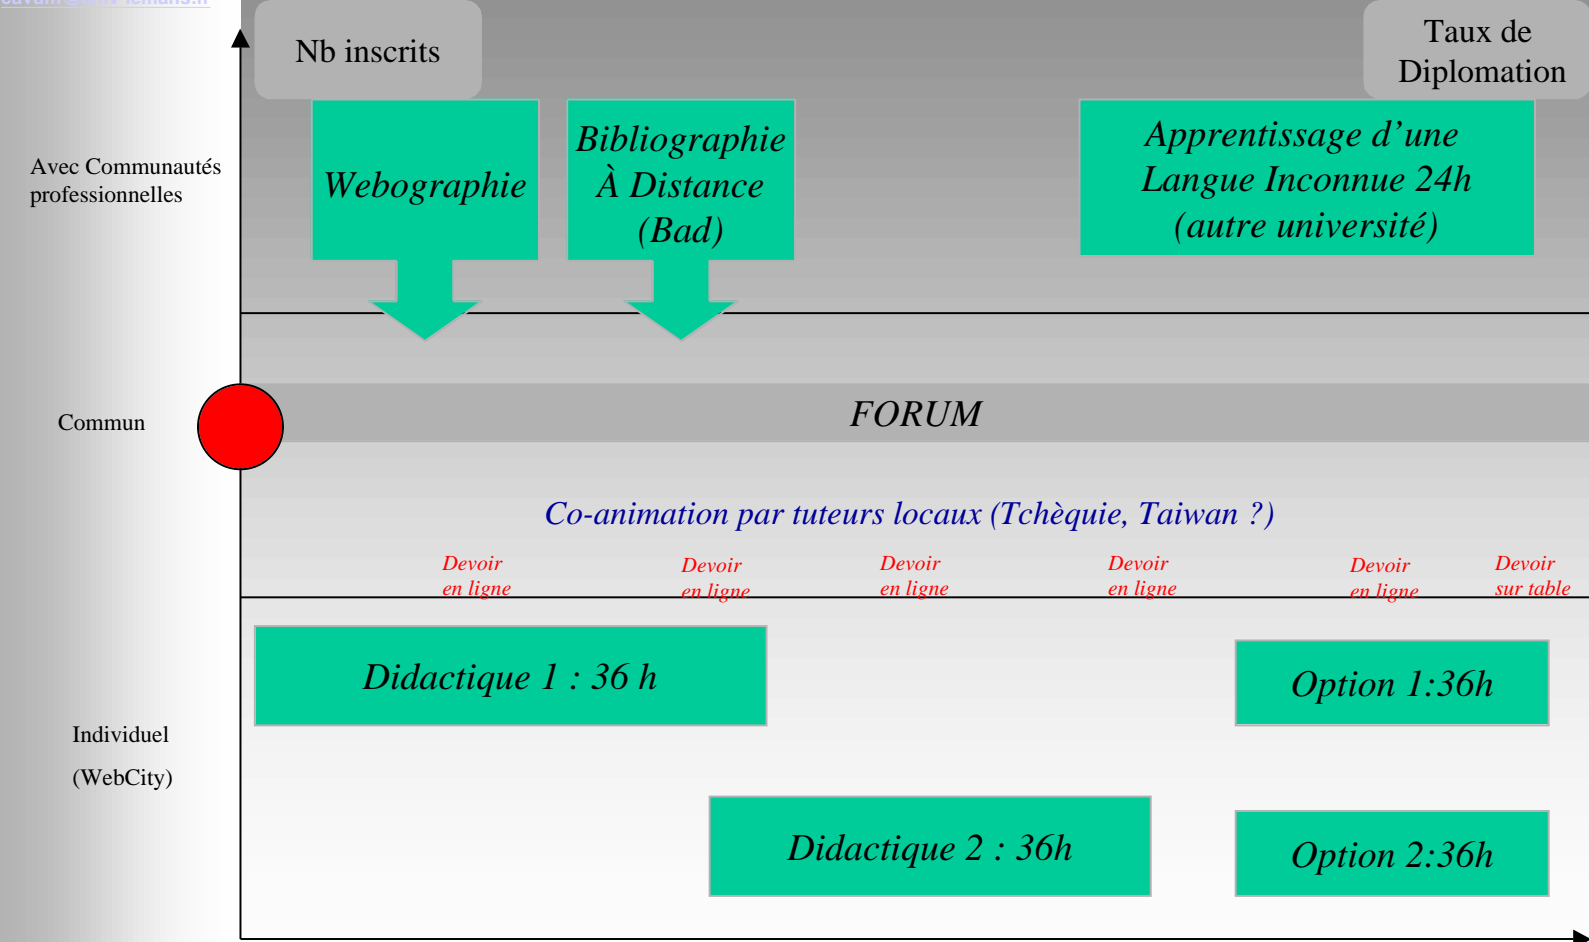 Nb inscrits
Taux de
Diplomation
Avec Communautés
professionnelles
Webographie
Bibliographie
À Distance
(Bad)
Apprentissage d’une
Langue Inconnue 24h
(autre université)
Commun
FORUM
Co-animation par tuteurs locaux (Tchèquie, Taiwan ?)
Devoir
en ligne
Devoir
en ligne
Devoir
en ligne
Devoir
en ligne
Devoir
en ligne
Devoir
sur table
Didactique 1 : 36 h
Option 1:36h
Individuel
(WebCity)
Didactique 2 : 36h
Option 2:36h